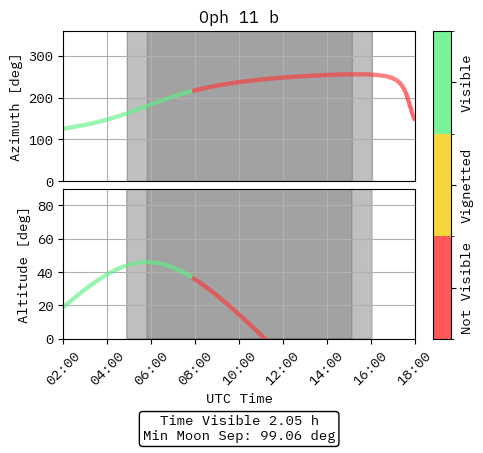 Oph 11 b
Azimuth [deg]
300
200
100
0
Altitude [deg]
80
60
40
20
0
02:00
04:00
06:00
08:00
10:00
12:00
14:00
16:00
18:00
UTC Time
Visible
Vignetted
Not Visible
Time Visible 2.05 h
Min Moon Sep: 99.06 deg